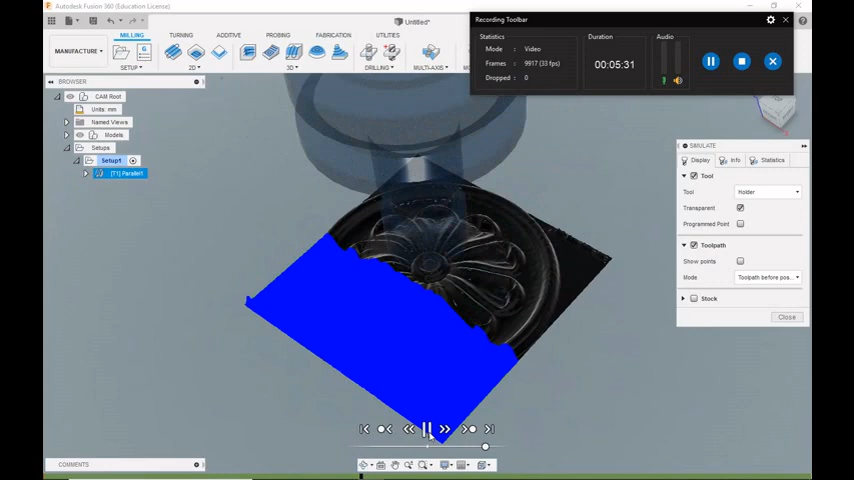 Autodesk Fusion 360 (Education License)
Untitled*
MANUFACTURE
MILLING TURNING ADDITIVE PROBING FABRICATION UTILITIES
SETUP 2D 3D DRILLING MULTI-AXIS
Recording Toolbar
Statistics Duration Audio
Mode : Video
Frames : 9917 (33 fps)
Dropped : 0
00:05:31
BROWSER
CAM Root
Units: mm
Named Views
Models
Setups
Setup1
[T1] Parallel1
SIMULATE
Display Info Statistics
Tool
Tool Holder
Transparent
Programmed Point
Toolpath
Show points
Mode Toolpath before pos...
Stock
Close
COMMENTS